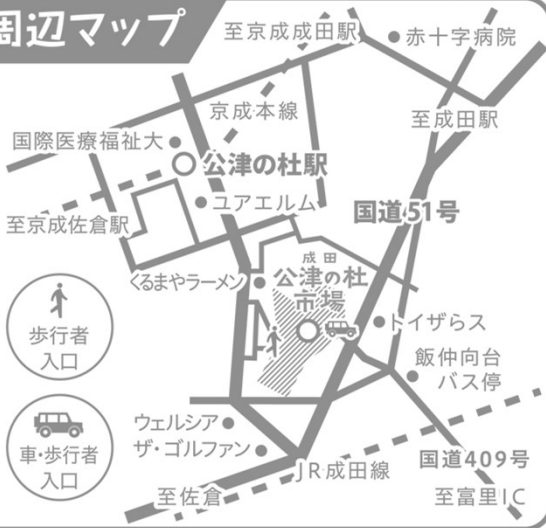 周辺マップ
至京成成田駅
赤十字病院
京成本線
至成田駅
国際医療福祉大
公津の杜駅
ユアエルム
国道51号
至京成佐倉駅
成田
公津の杜
市場
くるまやラーメン
トイザらス
歩行者
入口
飯仲向台
バス停
ウェルシア
ザ・ゴルファン
車・歩行者
入口
JR成田線
国道409号
至佐倉
至富里IC